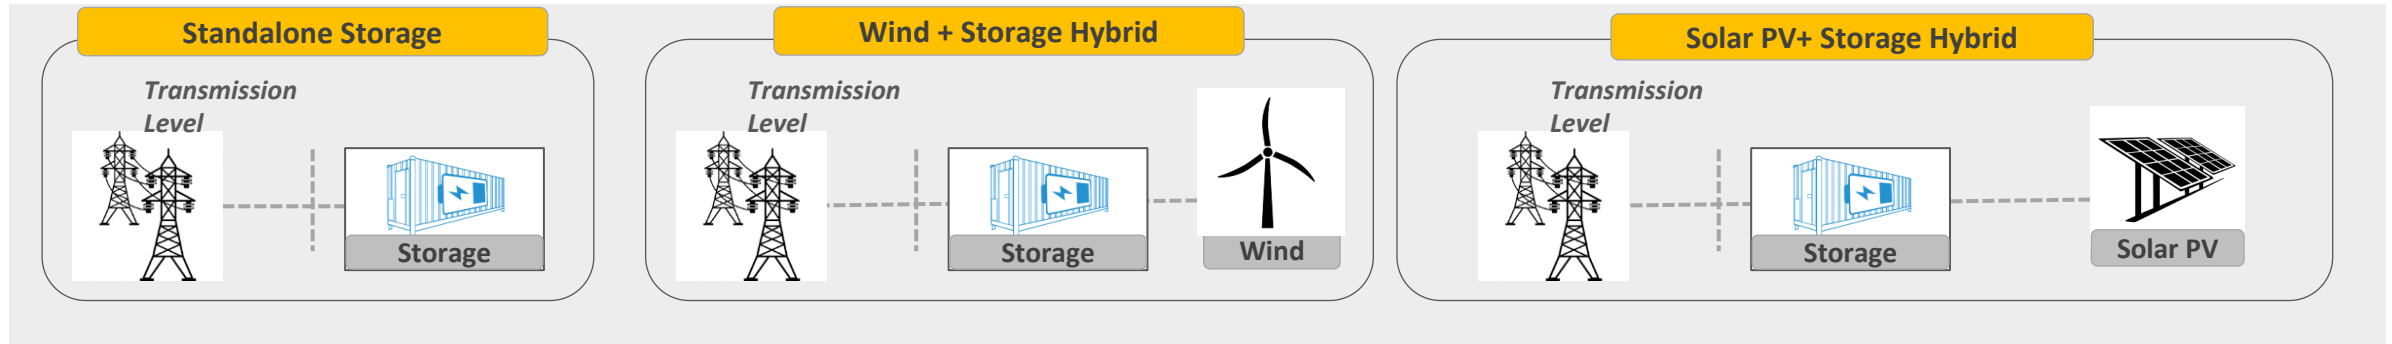 Standalone Storage
Transmission
Level
Storage
Wind + Storage Hybrid
Transmission
Level
Storage
Wind
Solar PV+ Storage Hybrid
Transmission
Level
Storage
Solar PV